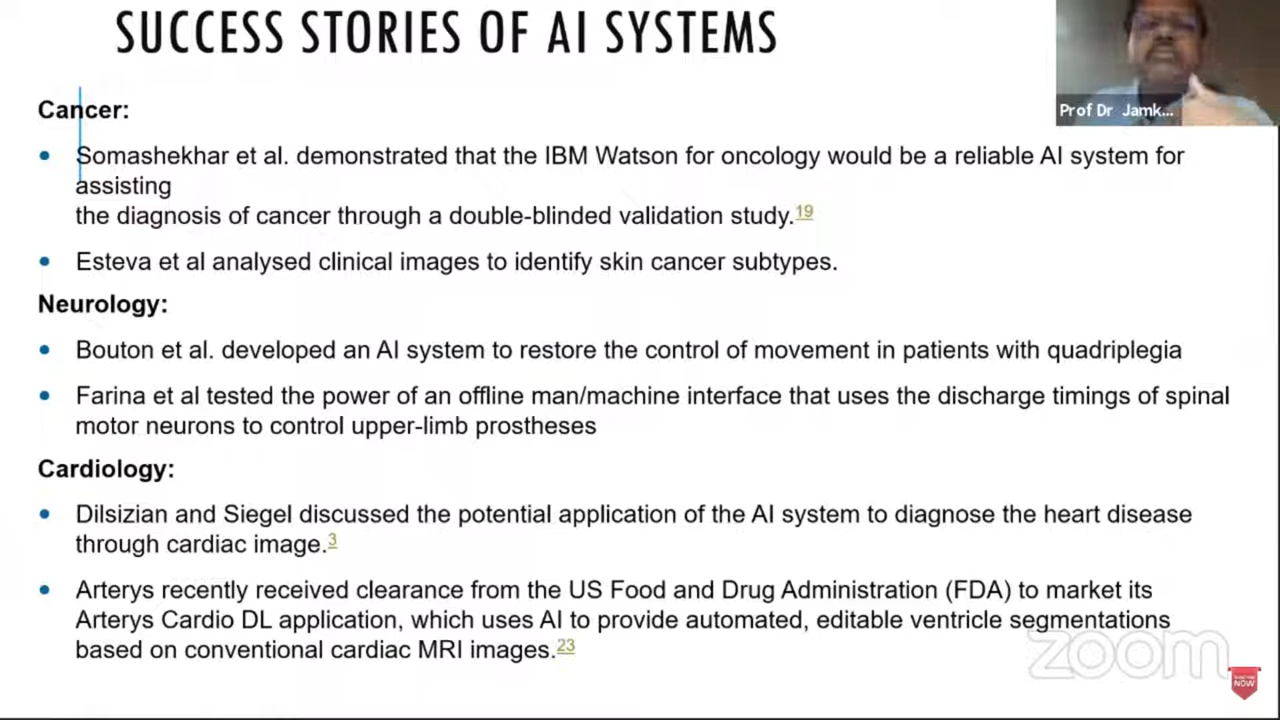 SUCCESS STORIES OF AI SYSTEMS
Prof Dr Jamk...
Cancer:
Somashekhar et al. demonstrated that the IBM Watson for oncology would be a reliable AI system for
assisting
the diagnosis of cancer through a double-blinded validation study.19
Esteva et al analysed clinical images to identify skin cancer subtypes.
Neurology:
Bouton et al. developed an AI system to restore the control of movement in patients with quadriplegia
Farina et al tested the power of an offline man/machine interface that uses the discharge timings of spinal
motor neurons to control upper-limb prostheses
Cardiology:
Dilsizian and Siegel discussed the potential application of the AI system to diagnose the heart disease
through cardiac image.3
Arterys recently received clearance from the US Food and Drug Administration (FDA) to market its
Arterys Cardio DL application, which uses AI to provide automated, editable ventricle segmentations
based on conventional cardiac MRI images.23
zoom
NOW